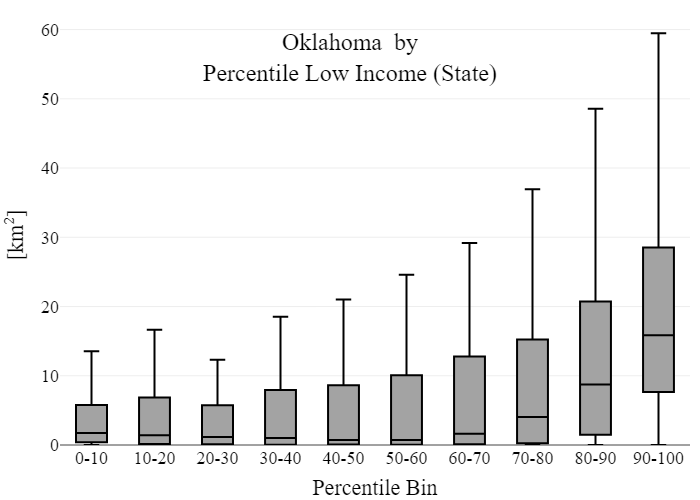 Oklahoma by
Percentile Low Income (State)
60
50
40
30
20
10
0
[km²]
0-10 10-20 20-30 30-40 40-50 50-60 60-70 70-80 80-90 90-100
Percentile Bin